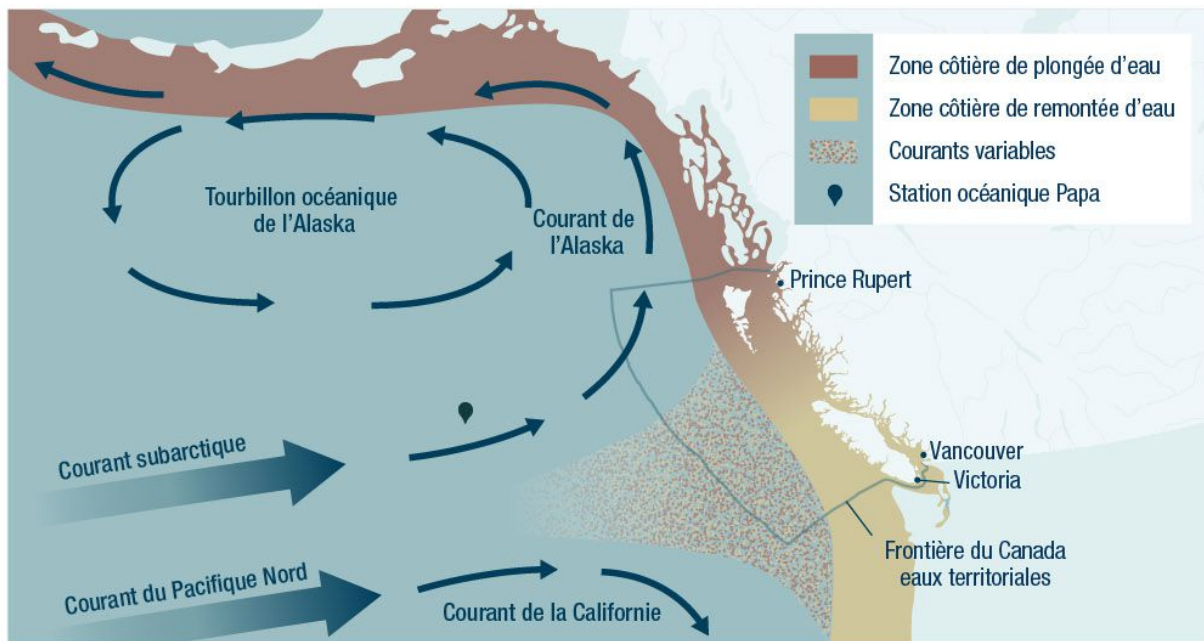 Zone côtière de plongée d'eau
Zone côtière de remontée d'eau
Courants variables
Station océanique Papa
Tourbillon océanique
de l'Alaska
Courant de
l'Alaska
Prince Rupert
Courant subarctique
Vancouver
Victoria
Frontière du Canada
eaux territoriales
Courant du Pacifique Nord
Courant de la Californie